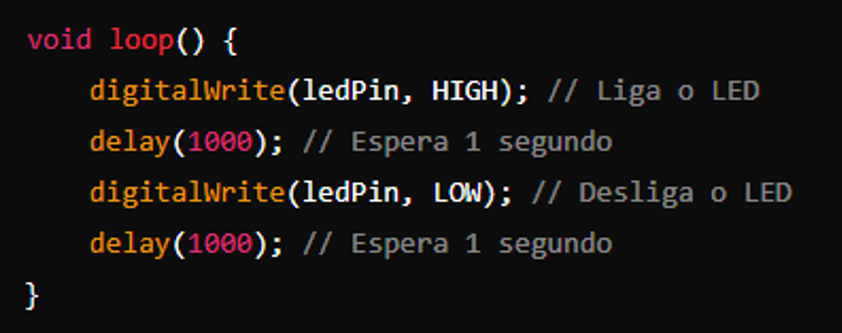 void loop() {
    digitalWrite(ledPin, HIGH); // Liga o LED
    delay(1000); // Espera 1 segundo
    digitalWrite(ledPin, LOW); // Desliga o LED
    delay(1000); // Espera 1 segundo
}